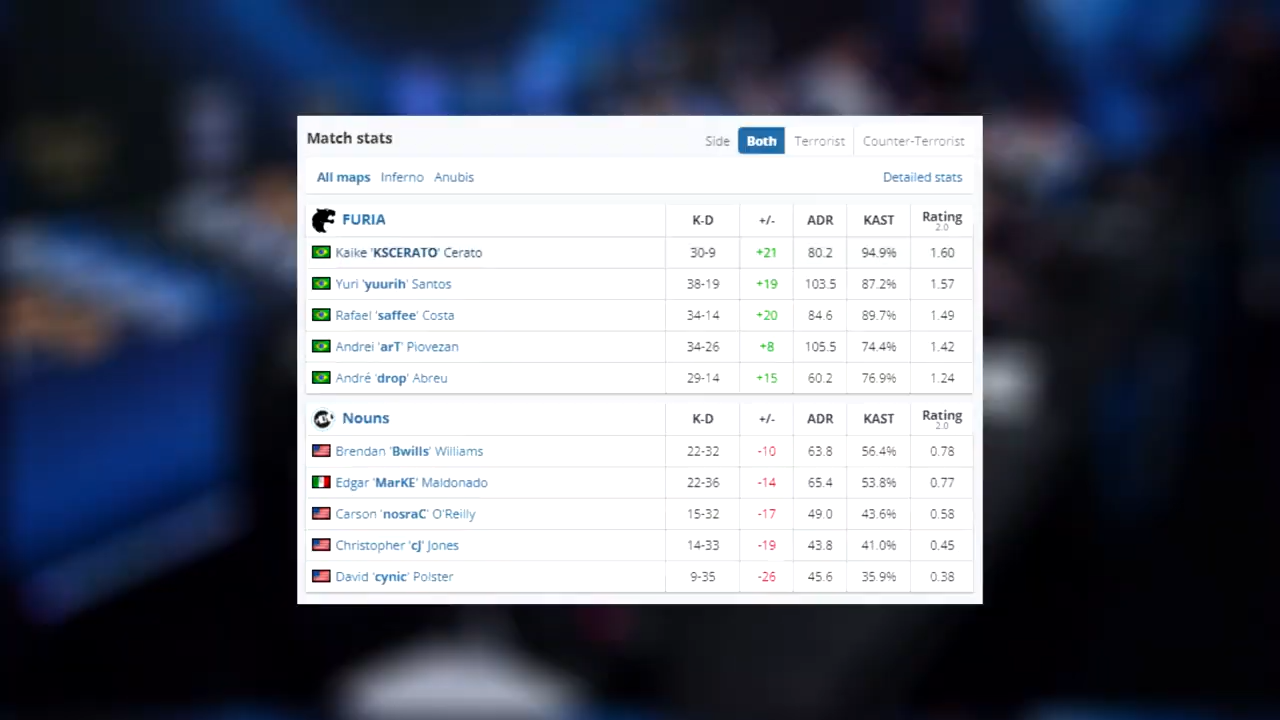 Match stats Side Both Terrorist Counter-Terrorist
All maps Inferno Anubis Detailed stats
FURIA K-D +/- ADR KAST Rating 2.0
Kaike 'KSCERATO' Cerato 30-9 +21 80.2 94.9% 1.60
Yuri 'yuurih' Santos 38-19 +19 103.5 87.2% 1.57
Rafael 'saffee' Costa 34-14 +20 84.6 89.7% 1.49
Andrei 'arT' Piovezan 34-26 +8 105.5 74.4% 1.42
André 'drop' Abreu 29-14 +15 60.2 76.9% 1.24
Nouns K-D +/- ADR KAST Rating 2.0
Brendan 'Bwills' Williams 22-32 -10 63.8 56.4% 0.78
Edgar 'MarKE' Maldonado 22-36 -14 65.4 53.8% 0.77
Carson 'nosraC' O'Reilly 15-32 -17 49.0 43.6% 0.58
Christopher 'cJ' Jones 14-33 -19 43.8 41.0% 0.45
David 'cynic' Polster 9-35 -26 45.6 35.9% 0.38